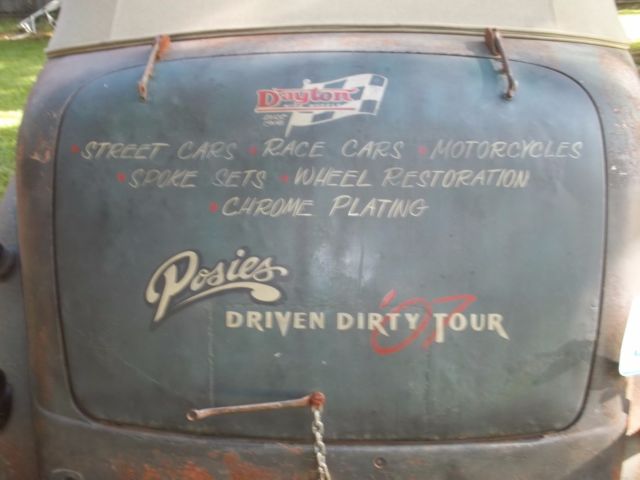 Dayton
• STREET CARS • RACE CARS • MOTORCYCLES
• SPOKE SETS • WHEEL RESTORATION
• CHROME PLATING
Posies
DRIVEN DIRTY '07 TOUR